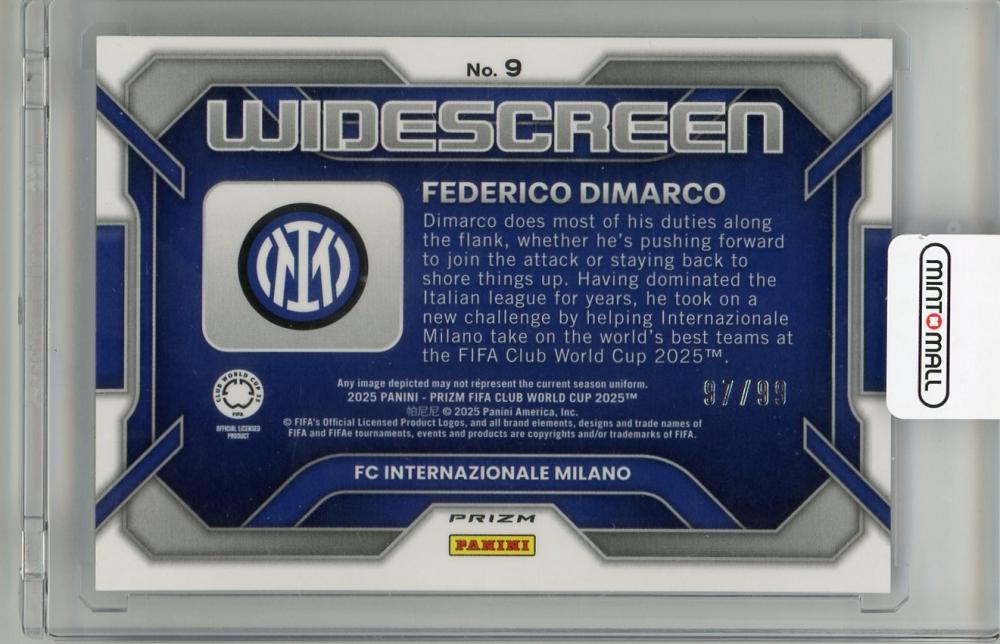 No. 9
WIDESCREEN
FEDERICO DIMARCO
Dimarco does most of his duties along
the flank, whether he's pushing forward
to join the attack or staying back to
shore things up. Having dominated the
Italian league for years, he took on a
new challenge by helping Internazionale
Milano take on the world's best teams at
the FIFA Club World Cup 2025™.
CLUB WORLD CUP 25
FIFA
OFFICIAL LICENSED
PRODUCT
Any image depicted may not represent the current season uniform.
2025 PANINI - PRIZM FIFA CLUB WORLD CUP 2025™
帕尼尼 © 2025 Panini America, Inc.
© FIFA's Official Licensed Product Logos, and all brand elements, designs and trade names of
FIFA and FIFAe tournaments, events and products are copyrights and/or trademarks of FIFA.
97/99
MINTOMALL
FC INTERNAZIONALE MILANO
PRIZM
PANINI